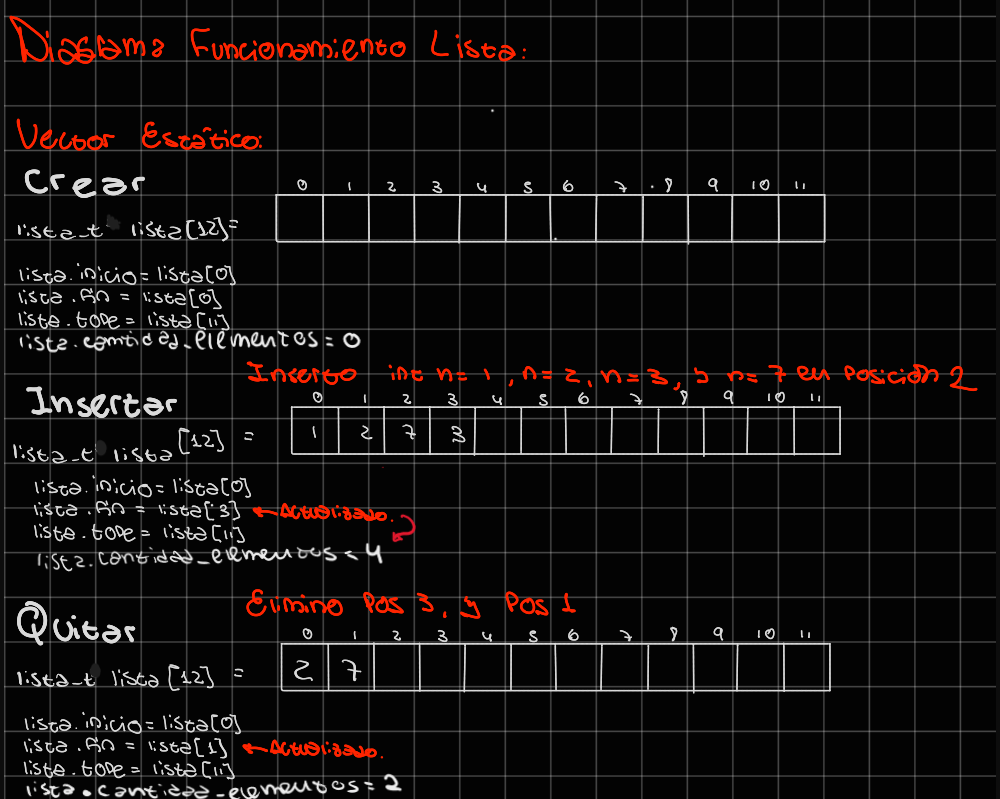 Diagrama Funcionamiento Lista:
Vector Estático:
Crear
0 1 2 3 4 5 6 7 8 9 10 11
lista_t lista[12]=
lista.inicio = lista[0]
lista.fin = lista[0]
lista.tope = lista[11]
lista.cantidad_elementos = 0
Inserto int n = 1, n = 2, n = 3, y n = 7 en posición 2
Insertar
0 1 2 3 4 5 6 7 8 9 10 11
lista_t lista [12] = 1 2 7 3
lista.inicio = lista[0]
lista.fin = lista[3] ← Actualizado.
lista.tope = lista[11]
lista.cantidad_elementos = 4
Elimino Pos 3, y Pos 1
Quitar
0 1 2 3 4 5 6 7 8 9 10 11
lista_t lista [12] = 2 7
lista.inicio = lista[0]
lista.fin = lista[1] ← Actualizado.
lista.tope = lista[11]
lista.cantidad_elementos = 2